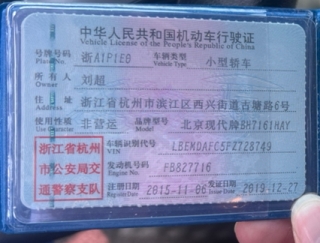 中华人民共和国机动车行驶证
Vehicle License of the People's Republic of China
号牌号码 浙A1P1E8 车辆类型 小型轿车
Plate No. Vehicle Type
所有人 刘超
Owner
住址 浙江省杭州市滨江区西兴街道古塘路6号
Address
使用性质 非营运 品牌型号 北京现代牌BH7161HAY
Use Character Model
浙江省杭州
市公安局交
通警察支队
车辆识别代号 LBEMDAFC5FZ728749
VIN
发动机号码 FB827716
Engine No.
注册日期 2015-11-06 发证日期 2019-12-27
Register Date Issue Date